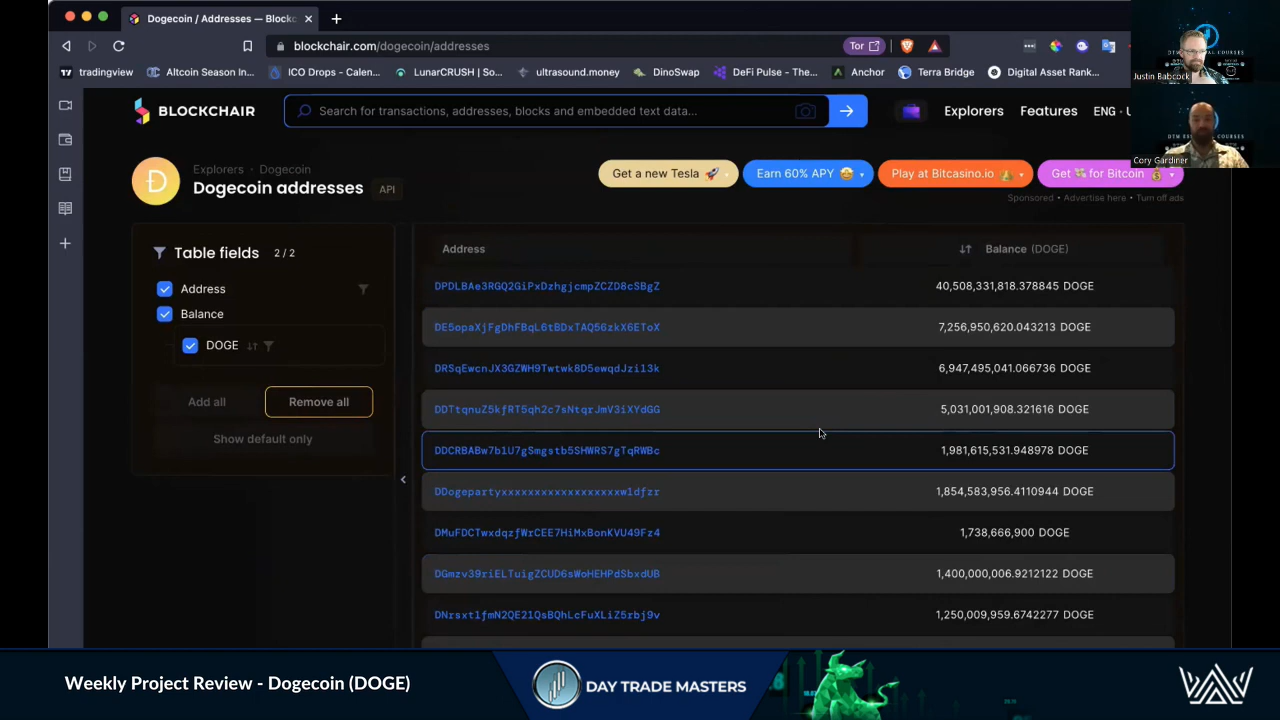 Dogecoin / Addresses — Blockc
blockchair.com/dogecoin/addresses
Tor
tradingview
Altcoin Season In...
ICO Drops - Calen...
LunarCRUSH | So...
ultrasound.money
DinoSwap
DeFi Pulse - The...
Anchor
Terra Bridge
Digital Asset Rank...
Justin Babcock
BLOCKCHAIR
Search for transactions, addresses, blocks and embedded text data...
Explorers
Features
ENG
Cory Gardiner
Explorers · Dogecoin
Dogecoin addresses
API
Get a new Tesla
Earn 60% APY
Play at Bitcasino.io
Get for Bitcoin
Sponsored · Advertise here · Turn off ads
Table fields 2 / 2
Address
Balance
DOGE
Add all
Remove all
Show default only
Address
Balance (DOGE)
DPDLBAe3RGQ2GiPxDzhgjcmpZCZD8cSBgZ
40,508,331,818.378845 DOGE
DE5opaXjFgDhFBqL6tBDxTAQ56zkX6EToX
7,256,950,620.043213 DOGE
DRSqEwcnJX3GZWH9Twtwk8D5ewqdJzi13k
6,947,495,041.066736 DOGE
DDTtqnuZ5kfRT5qh2c7sNtqrJmV3iXYdGG
5,031,001,908.321616 DOGE
DDCRBABw7b1U7gSmgstb5SHWRS7gTqRWBc
1,981,615,531.948978 DOGE
DDogepartyxxxxxxxxxxxxxxxxxxw1dfzr
1,854,583,956.4110944 DOGE
DMuFDCTwxdqzfWrCEE7HiMxBonKVU49Fz4
1,738,666,900 DOGE
DGmzv39riELTuigZCUD6sWoHEHPdSbxdUB
1,400,000,006.9212122 DOGE
DNrsxt1fmN2QE21QsBQhLcFuXLiZ5rbj9v
1,250,009,959.6742277 DOGE
Weekly Project Review - Dogecoin (DOGE)
DAY TRADE MASTERS